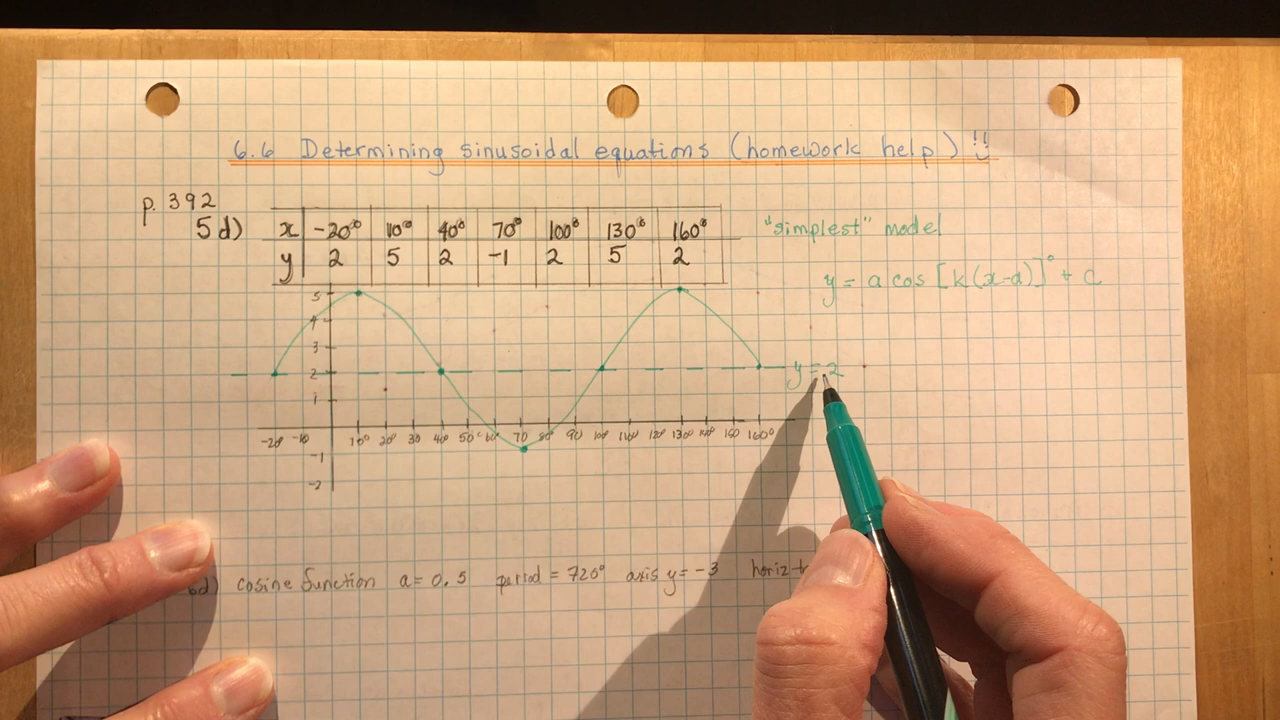 6.6 Determining sinusoidal equations (homework help) !!
p. 392
5d) x -20° 10° 40° 70° 100° 130° 160°
y 2 5 2 -1 2 5 2
"simplest" model
y = a cos [k(x-d)]° + c
5
4
3
2
1
y = 2
-20 -10 10° 20° 30 40 50° 60 70 80 90 100 110 120 130 140 150 160°
-1
-2
d) cosine function a = 0.5 period = 720° axis y = -3 horiz